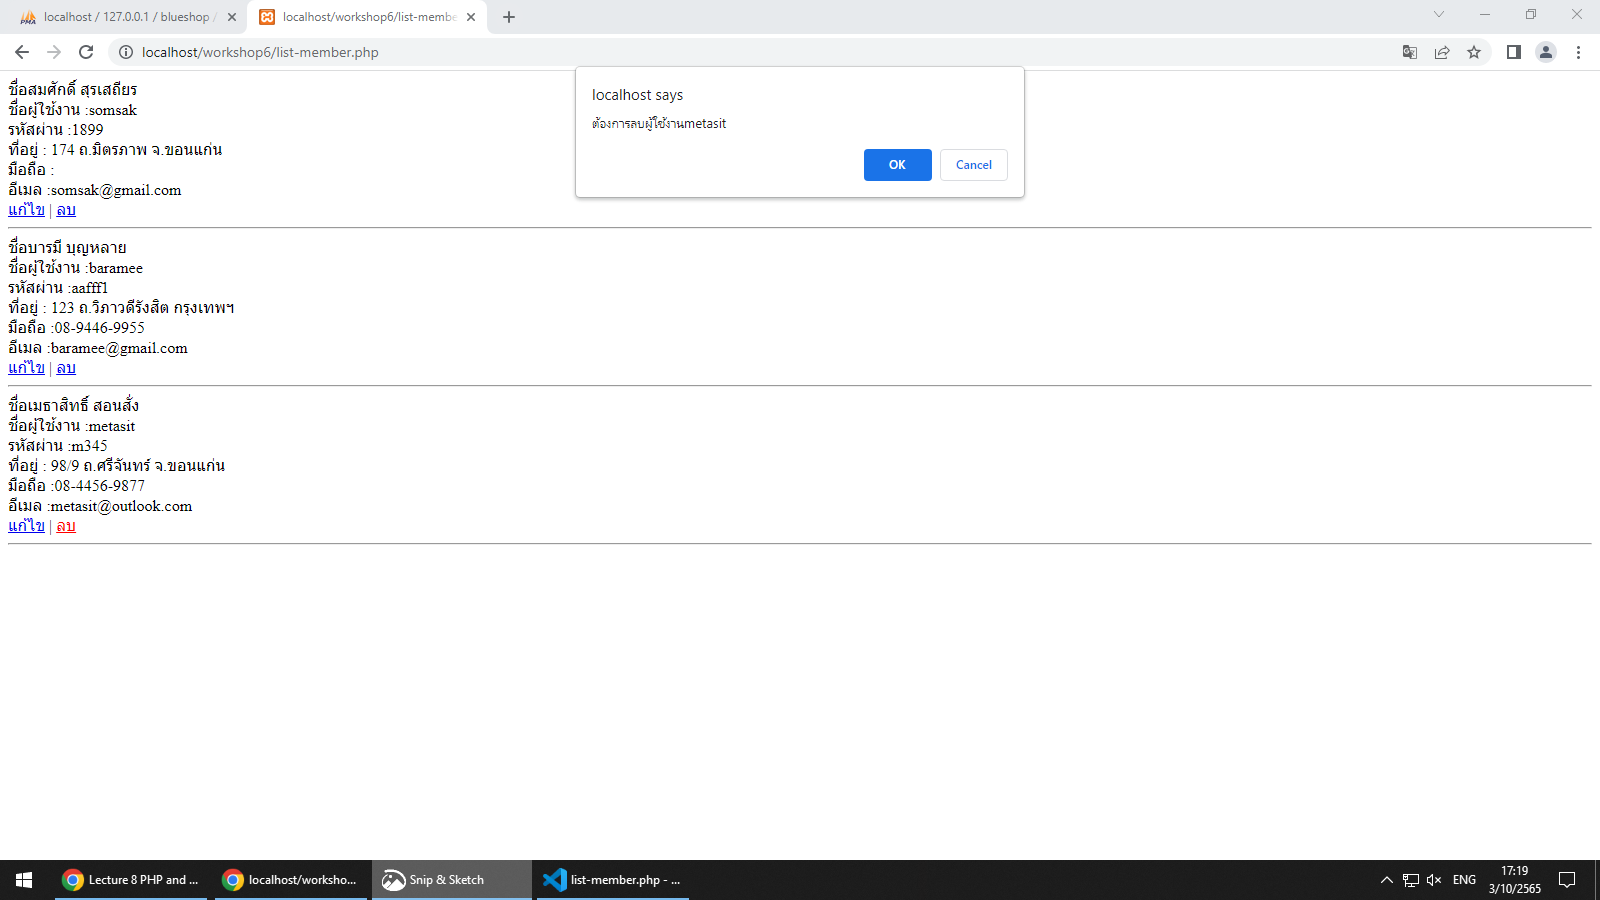 localhost / 127.0.0.1 / blueshop /
localhost/workshop6/list-membe
localhost/workshop6/list-member.php
localhost says
ต้องการลบผู้ใช้งานmetasit
OK
Cancel
ชื่อสมศักดิ์ สุรเสถียร
ชื่อผู้ใช้งาน :somsak
รหัสผ่าน :1899
ที่อยู่ : 174 ถ.มิตรภาพ จ.ขอนแก่น
มือถือ :
อีเมล :somsak@gmail.com
แก้ไข | ลบ
ชื่อบารมี บุญหลาย
ชื่อผู้ใช้งาน :baramee
รหัสผ่าน :aafff1
ที่อยู่ : 123 ถ.วิภาวดีรังสิต กรุงเทพฯ
มือถือ :08-9446-9955
อีเมล :baramee@gmail.com
แก้ไข | ลบ
ชื่อเมธาสิทธิ์ สอนสั่ง
ชื่อผู้ใช้งาน :metasit
รหัสผ่าน :m345
ที่อยู่ : 98/9 ถ.ศรีจันทร์ จ.ขอนแก่น
มือถือ :08-4456-9877
อีเมล :metasit@outlook.com
แก้ไข | ลบ
Lecture 8 PHP and ...
localhost/worksho...
Snip & Sketch
list-member.php - ...
ENG
17:19
3/10/2565